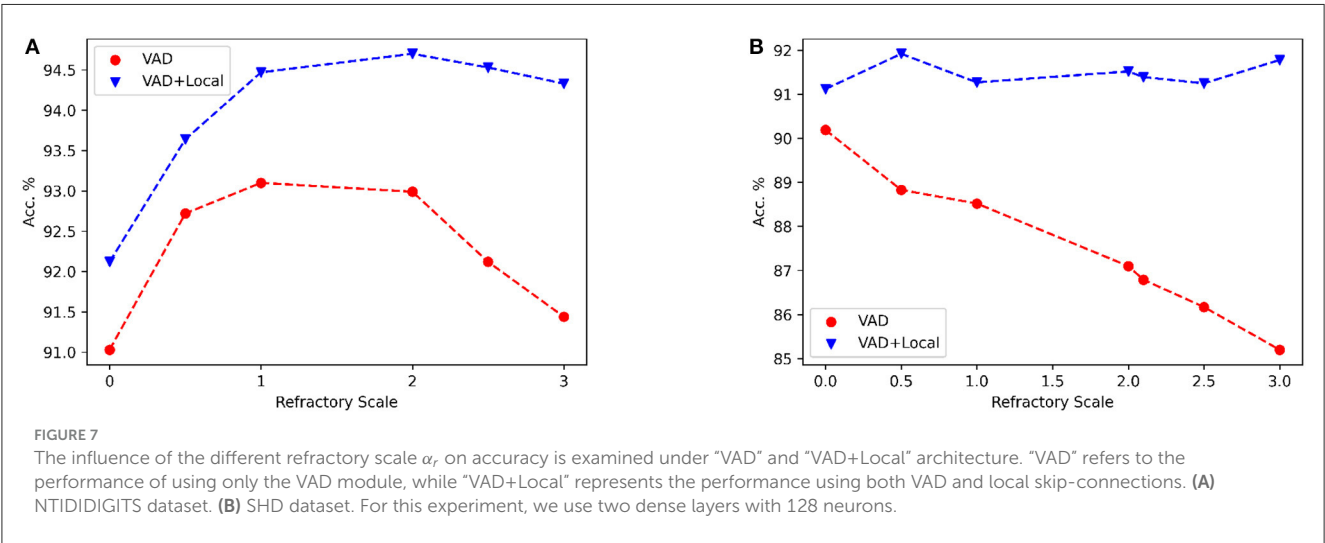 A
VAD
VAD+Local
94.5
94.0
93.5
93.0
92.5
92.0
91.5
91.0
Acc. %
0 1 2 3
Refractory Scale
B
92
91
90
89
88
87
86
85
Acc. %
VAD
VAD+Local
0.0 0.5 1.0 1.5 2.0 2.5 3.0
Refractory Scale
FIGURE 7
The influence of the different refractory scale αr on accuracy is examined under “VAD” and “VAD+Local” architecture. “VAD” refers to the
performance of using only the VAD module, while “VAD+Local” represents the performance using both VAD and local skip-connections. (A)
NTIDIDIGITS dataset. (B) SHD dataset. For this experiment, we use two dense layers with 128 neurons.